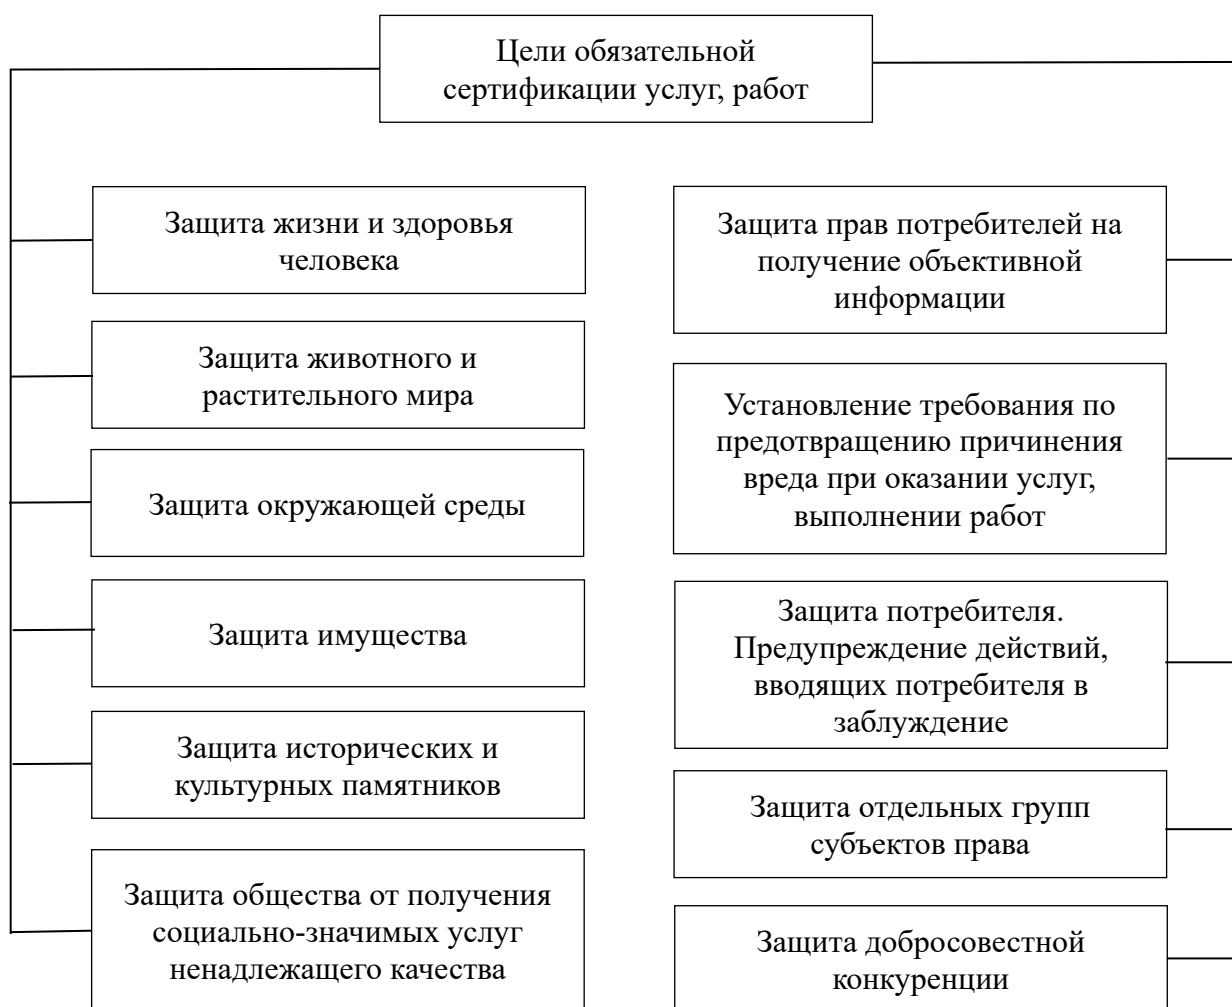 Цели обязательной
сертификации услуг, работ
Защита жизни и здоровья
человека
Защита животного и
растительного мира
Защита окружающей среды
Защита имущества
Защита исторических и
культурных памятников
Защита общества от получения
социально-значимых услуг
ненадлежащего качества
Защита прав потребителей на
получение объективной
информации
Установление требования по
предотвращению причинения
вреда при оказании услуг,
выполнении работ
Защита потребителя.
Предупреждение действий,
вводящих потребителя в
заблуждение
Защита отдельных групп
субъектов права
Защита добросовестной
конкуренции